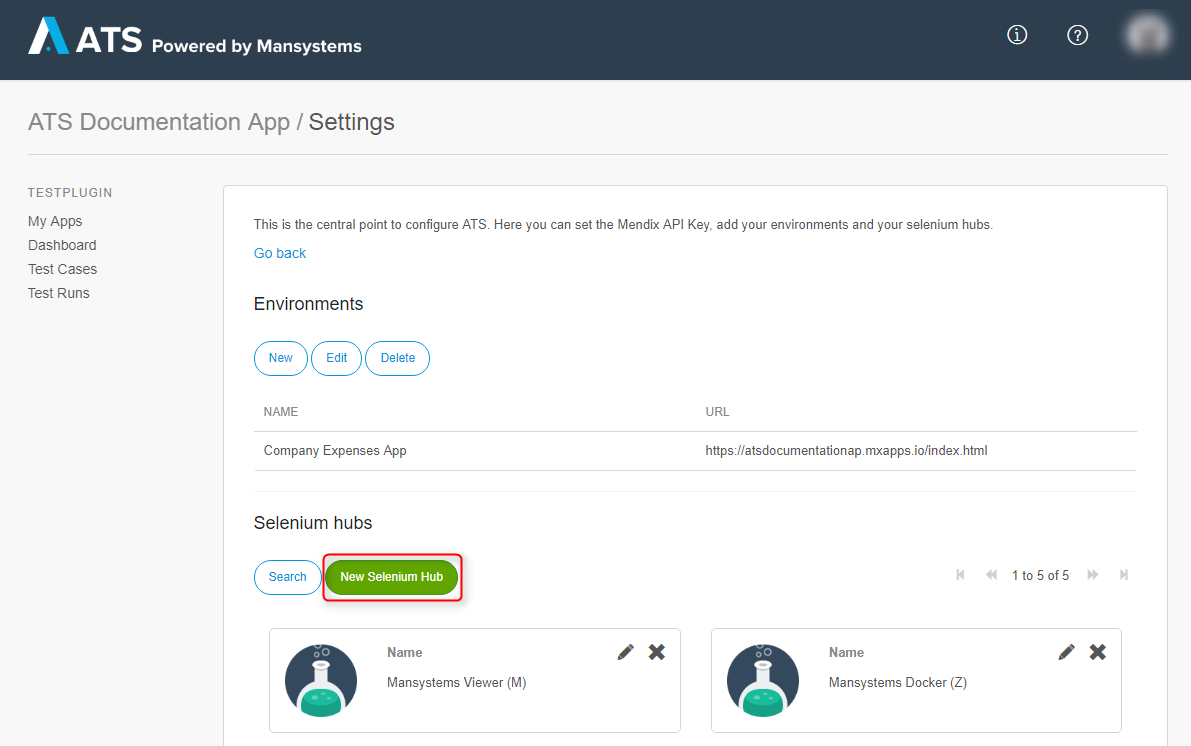 ATS Powered by Mansystems
ATS Documentation App / Settings
TESTPLUGIN
My Apps
Dashboard
Test Cases
Test Runs
This is the central point to configure ATS. Here you can set the Mendix API Key, add your environments and your selenium hubs.
Go back
Environments
New Edit Delete
NAME URL
Company Expenses App https://atsdocumentationap.mxapps.io/index.html
Selenium hubs
Search New Selenium Hub 1 to 5 of 5
Name
Mansystems Viewer (M)
Name
Mansystems Docker (Z)